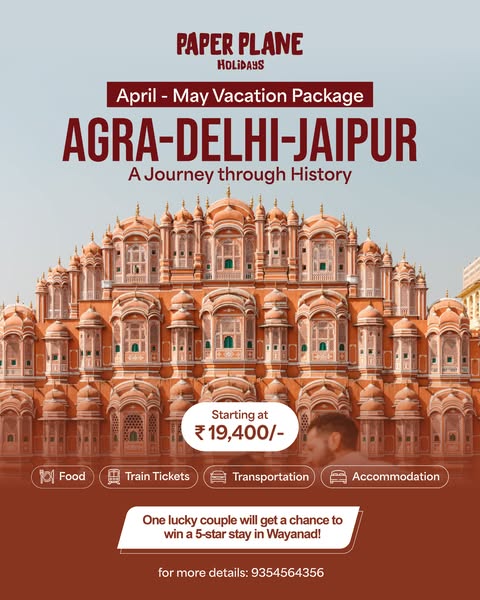 PAPER PLANE
HOLIDAYS
April - May Vacation Package
AGRA-DELHI-JAIPUR
A Journey through History
Starting at
₹19,400/-
Food
Train Tickets
Transportation
Accommodation
One lucky couple will get a chance to
win a 5-star stay in Wayanad!
for more details: 9354564356